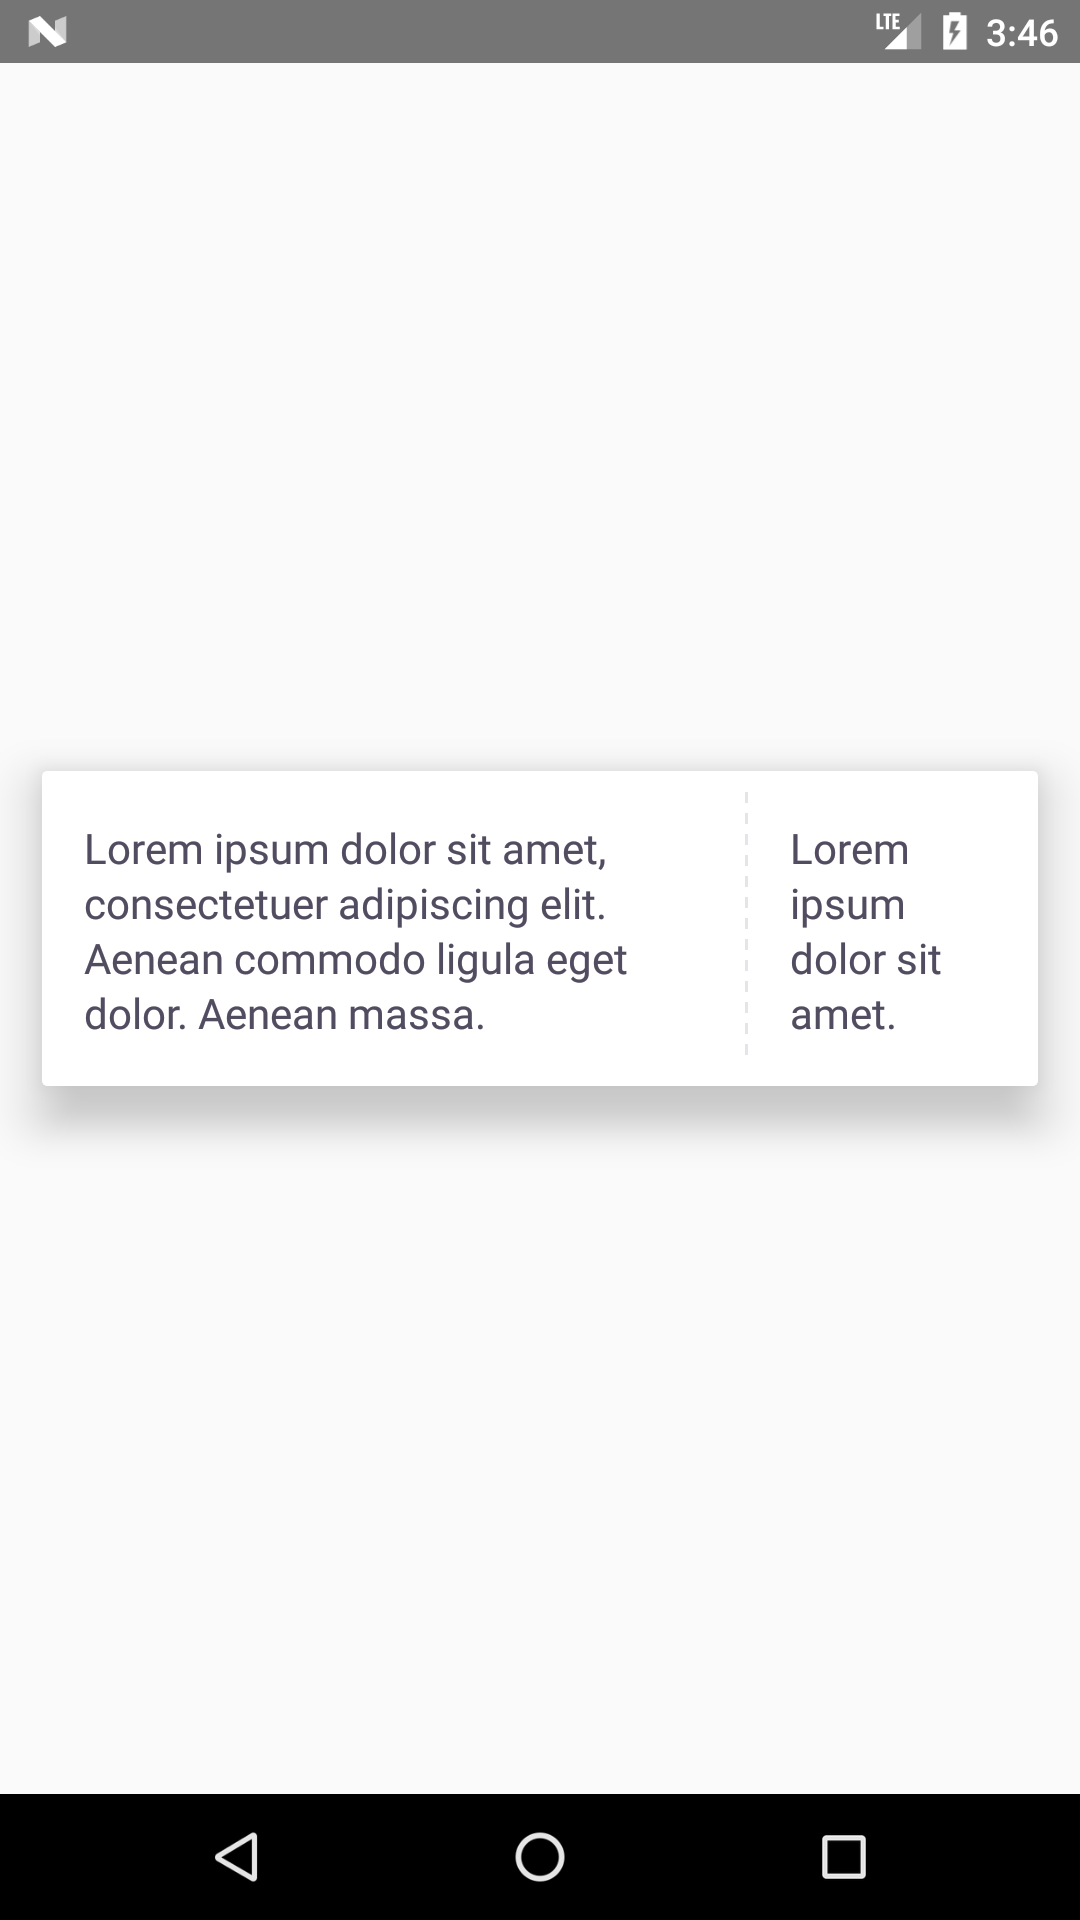 LTE 3:46
Lorem ipsum dolor sit amet,
consectetuer adipiscing elit.
Aenean commodo ligula eget
dolor. Aenean massa.
Lorem
ipsum
dolor sit
amet.